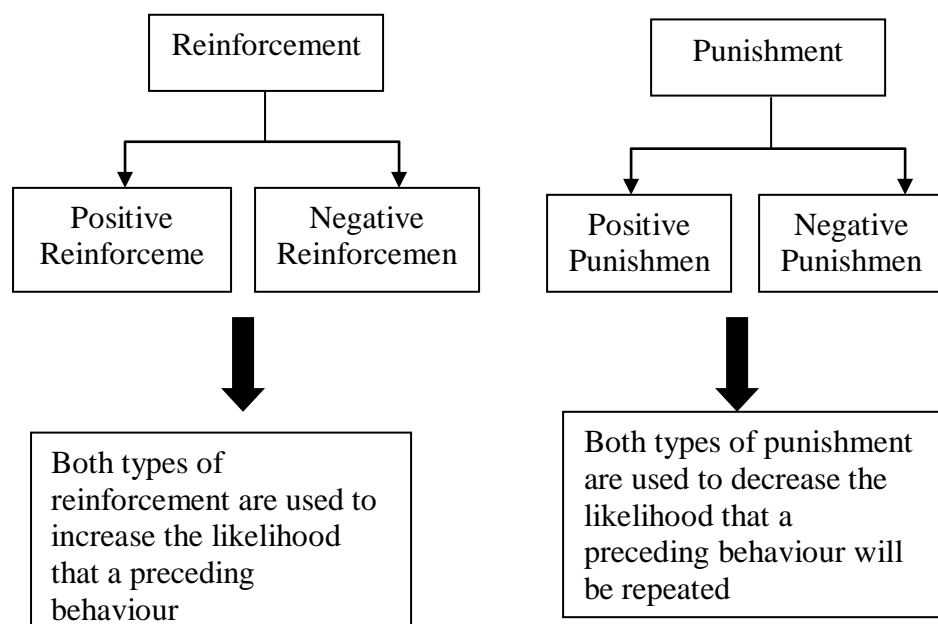 Reinforcement
Punishment
Positive
Reinforceme
Negative
Reinforcemen
Positive
Punishmen
Negative
Punishmen
Both types of
reinforcement are used to
increase the likelihood
that a preceding
behaviour
Both types of punishment
are used to decrease the
likelihood that a
preceding behaviour will
be repeated